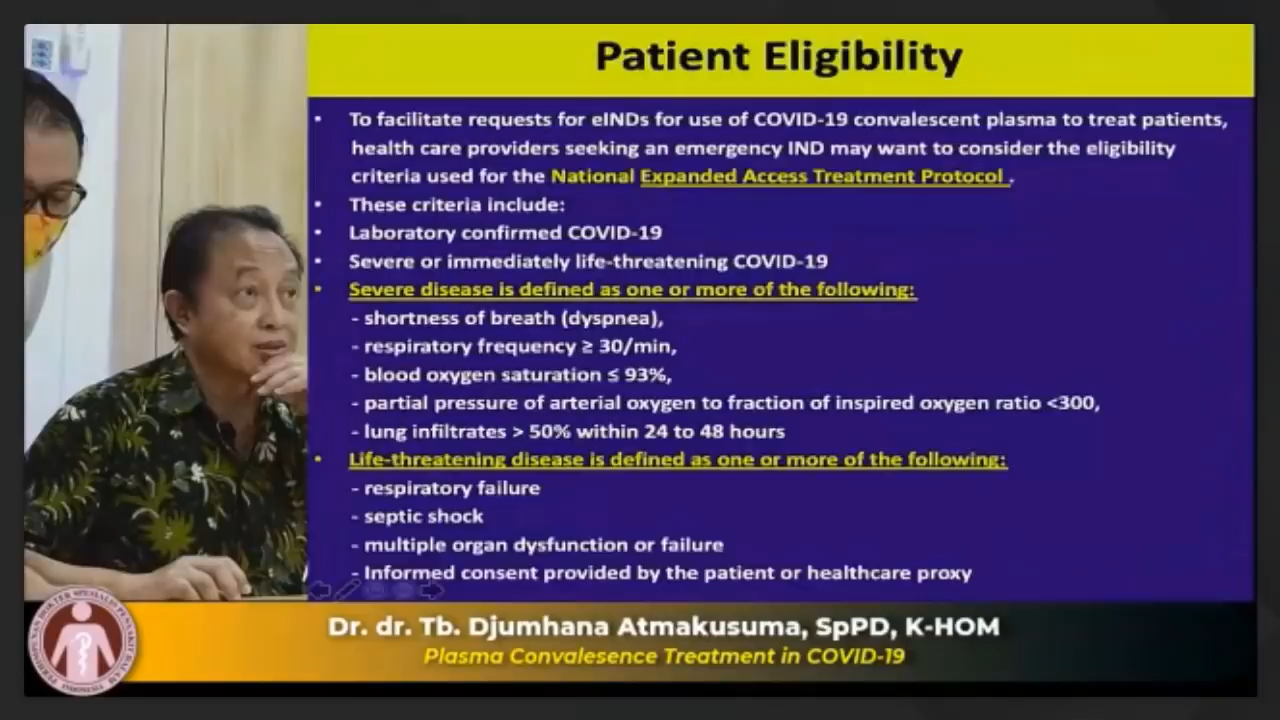 Patient Eligibility
• To facilitate requests for eINDs for use of COVID-19 convalescent plasma to treat patients,
health care providers seeking an emergency IND may want to consider the eligibility
criteria used for the National Expanded Access Treatment Protocol .
• These criteria include:
• Laboratory confirmed COVID-19
• Severe or immediately life-threatening COVID-19
• Severe disease is defined as one or more of the following:
- shortness of breath (dyspnea),
- respiratory frequency ≥ 30/min,
- blood oxygen saturation ≤ 93%,
- partial pressure of arterial oxygen to fraction of inspired oxygen ratio <300,
- lung infiltrates > 50% within 24 to 48 hours
• Life-threatening disease is defined as one or more of the following:
- respiratory failure
- septic shock
- multiple organ dysfunction or failure
- Informed consent provided by the patient or healthcare proxy
Dr. dr. Tb. Djumhana Atmakusuma, SpPD, K-HOM
Plasma Convalesence Treatment in COVID-19
PERHIMPUNAN DOKTER SPESIALIS PENYAKIT DALAM
INDONESIA